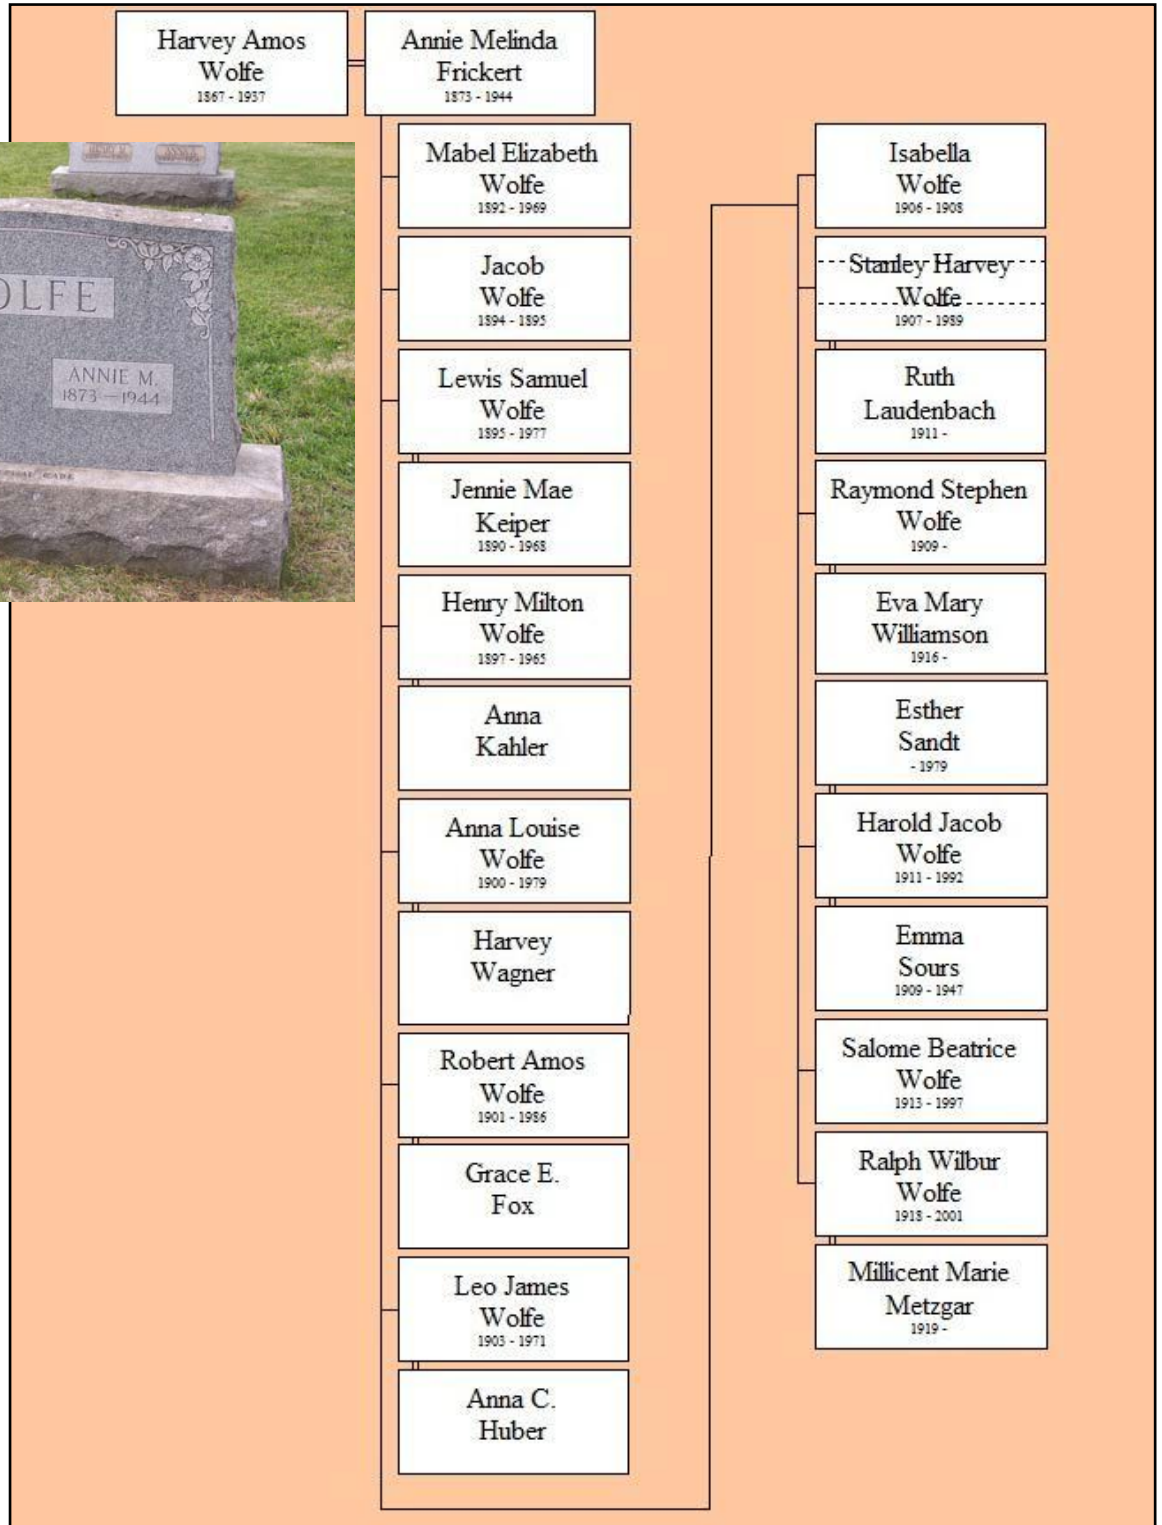 Harvey Amos
Wolfe
1867 - 1937
Annie Melinda
Frickert
1873 - 1944
OLFE
ANNIE M.
1873 — 1944
Mabel Elizabeth
Wolfe
1892 - 1969
Jacob
Wolfe
1894 - 1895
Lewis Samuel
Wolfe
1895 - 1977
Jennie Mae
Keiper
1890 - 1968
Henry Milton
Wolfe
1897 - 1965
Anna
Kahler
Anna Louise
Wolfe
1900 - 1979
Harvey
Wagner
Robert Amos
Wolfe
1901 - 1986
Grace E.
Fox
Leo James
Wolfe
1903 - 1971
Anna C.
Huber
Isabella
Wolfe
1906 - 1908
Stanley Harvey
Wolfe
1907 - 1989
Ruth
Laudenbach
1911 -
Raymond Stephen
Wolfe
1909 -
Eva Mary
Williamson
1916 -
Esther
Sandt
- 1979
Harold Jacob
Wolfe
1911 - 1992
Emma
Sours
1909 - 1947
Salome Beatrice
Wolfe
1913 - 1997
Ralph Wilbur
Wolfe
1918 - 2001
Millicent Marie
Metzgar
1919 -